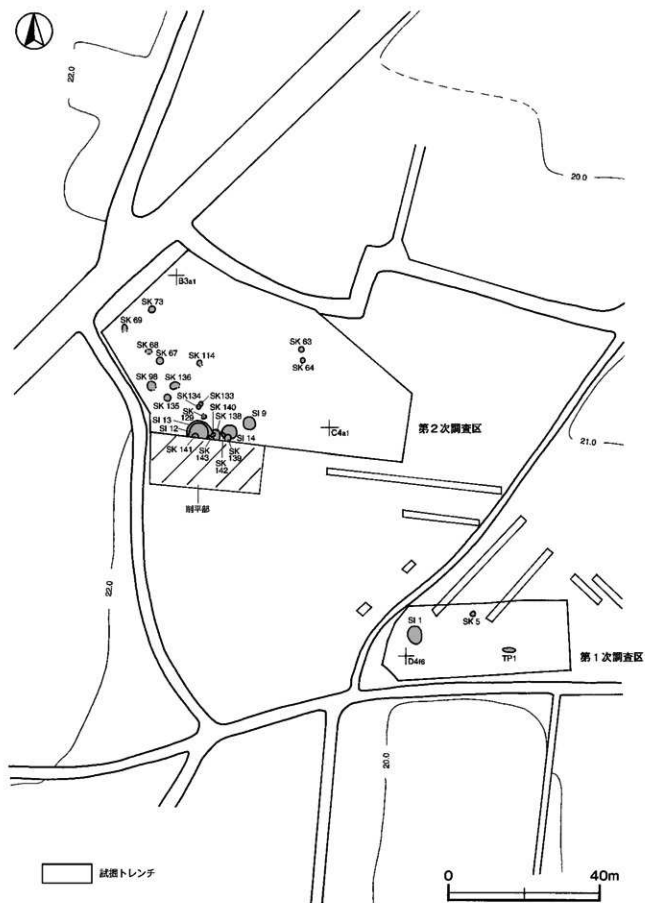 22.0
20.0
B3a1
SK 73
SK 69
SK 68
SK 67
SK 114
SK 63
SK 64
SK 98
SK 136
SK 135
SK134
SK133
SK 140
SK 138
SK 129
SI 9
SI 13
SI 12
SI 14
SK 141
SK 143
SK 142
SK 139
C4a1
第2次調査区
21.0
削平部
22.0
SK 5
SI 1
D4f6
TP1
第1次調査区
20.0
試掘トレンチ
0
40m